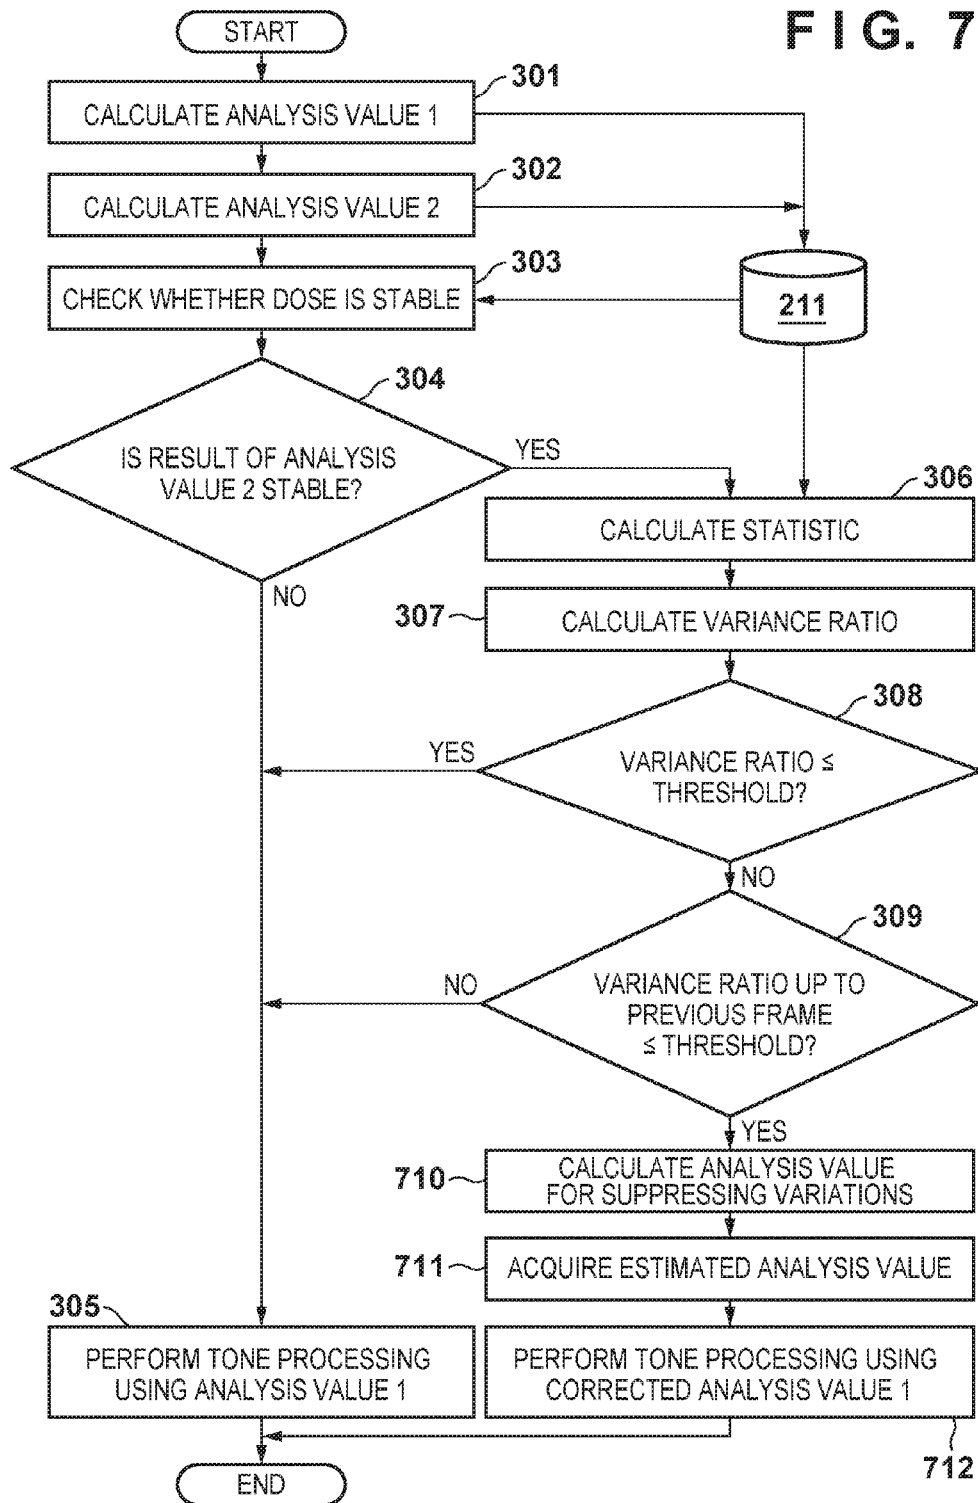 FIG. 7
START
301
CALCULATE ANALYSIS VALUE 1
302
CALCULATE ANALYSIS VALUE 2
303
CHECK WHETHER DOSE IS STABLE
211
304
IS RESULT OF ANALYSIS
VALUE 2 STABLE?
YES
NO
306
CALCULATE STATISTIC
307
CALCULATE VARIANCE RATIO
308
VARIANCE RATIO ≦
THRESHOLD?
YES
NO
309
VARIANCE RATIO UP TO
PREVIOUS FRAME
≦ THRESHOLD?
NO
YES
710
CALCULATE ANALYSIS VALUE
FOR SUPPRESSING VARIATIONS
711
ACQUIRE ESTIMATED ANALYSIS VALUE
305
PERFORM TONE PROCESSING
USING ANALYSIS VALUE 1
PERFORM TONE PROCESSING USING
CORRECTED ANALYSIS VALUE 1
712
END